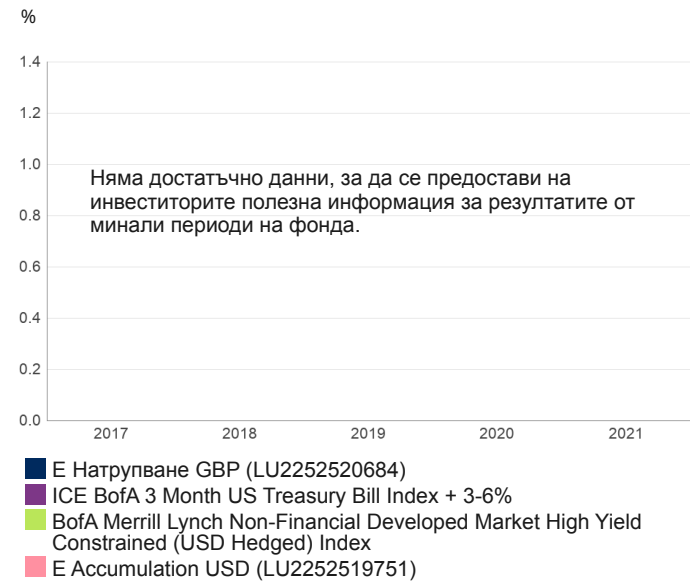 %
1.4
1.2
1.0
Няма достатъчно данни, за да се предостави на
инвеститорите полезна информация за резултатите от
минали периоди на фонда.
0.8
0.6
0.4
0.2
0.0
2017 2018 2019 2020 2021
E Натрупване GBP (LU2252520684)
ICE BofA 3 Month US Treasury Bill Index + 3-6%
BofA Merrill Lynch Non-Financial Developed Market High Yield
Constrained (USD Hedged) Index
E Accumulation USD (LU2252519751)